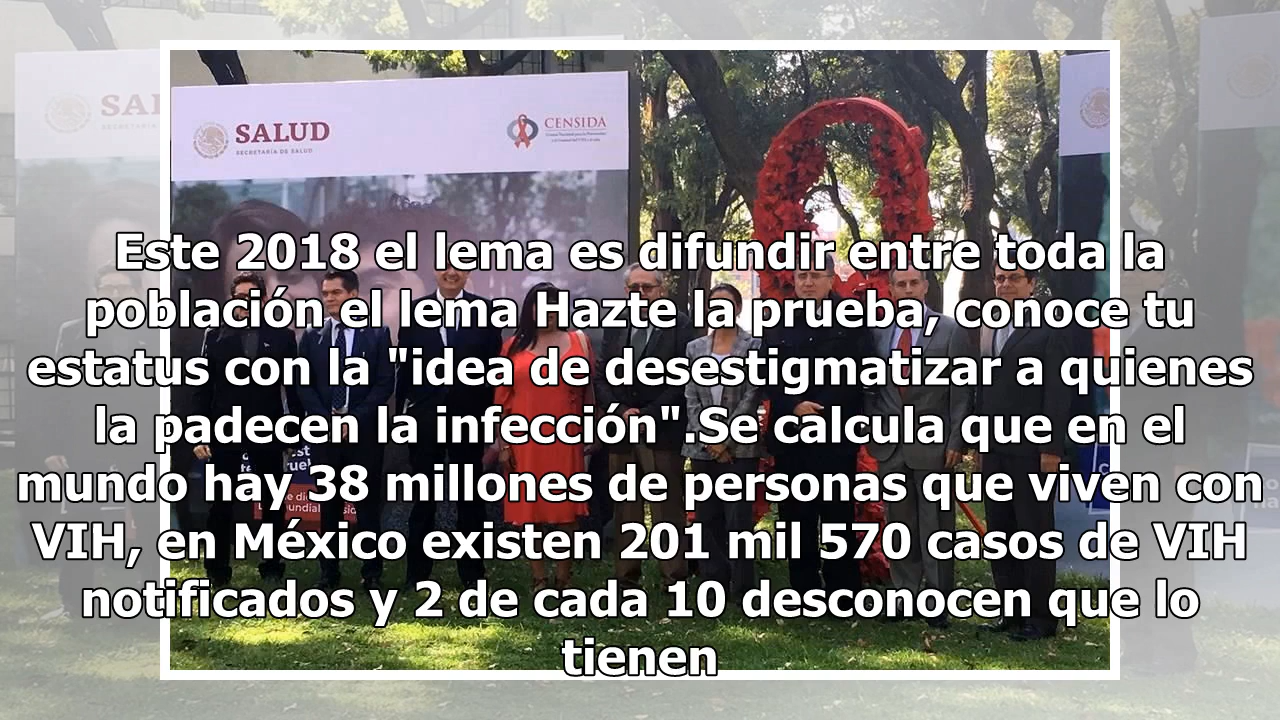 SALUD
SECRETARÍA DE SALUD
CENSIDA
Este 2018 el lema es difundir entre toda la
población el lema Hazte la prueba, conoce tu
estatus con la "idea de desestigmatizar a quienes
la padecen la infección".Se calcula que en el
mundo hay 38 millones de personas que viven con
VIH, en México existen 201 mil 570 casos de VIH
notificados y 2 de cada 10 desconocen que lo
tienen